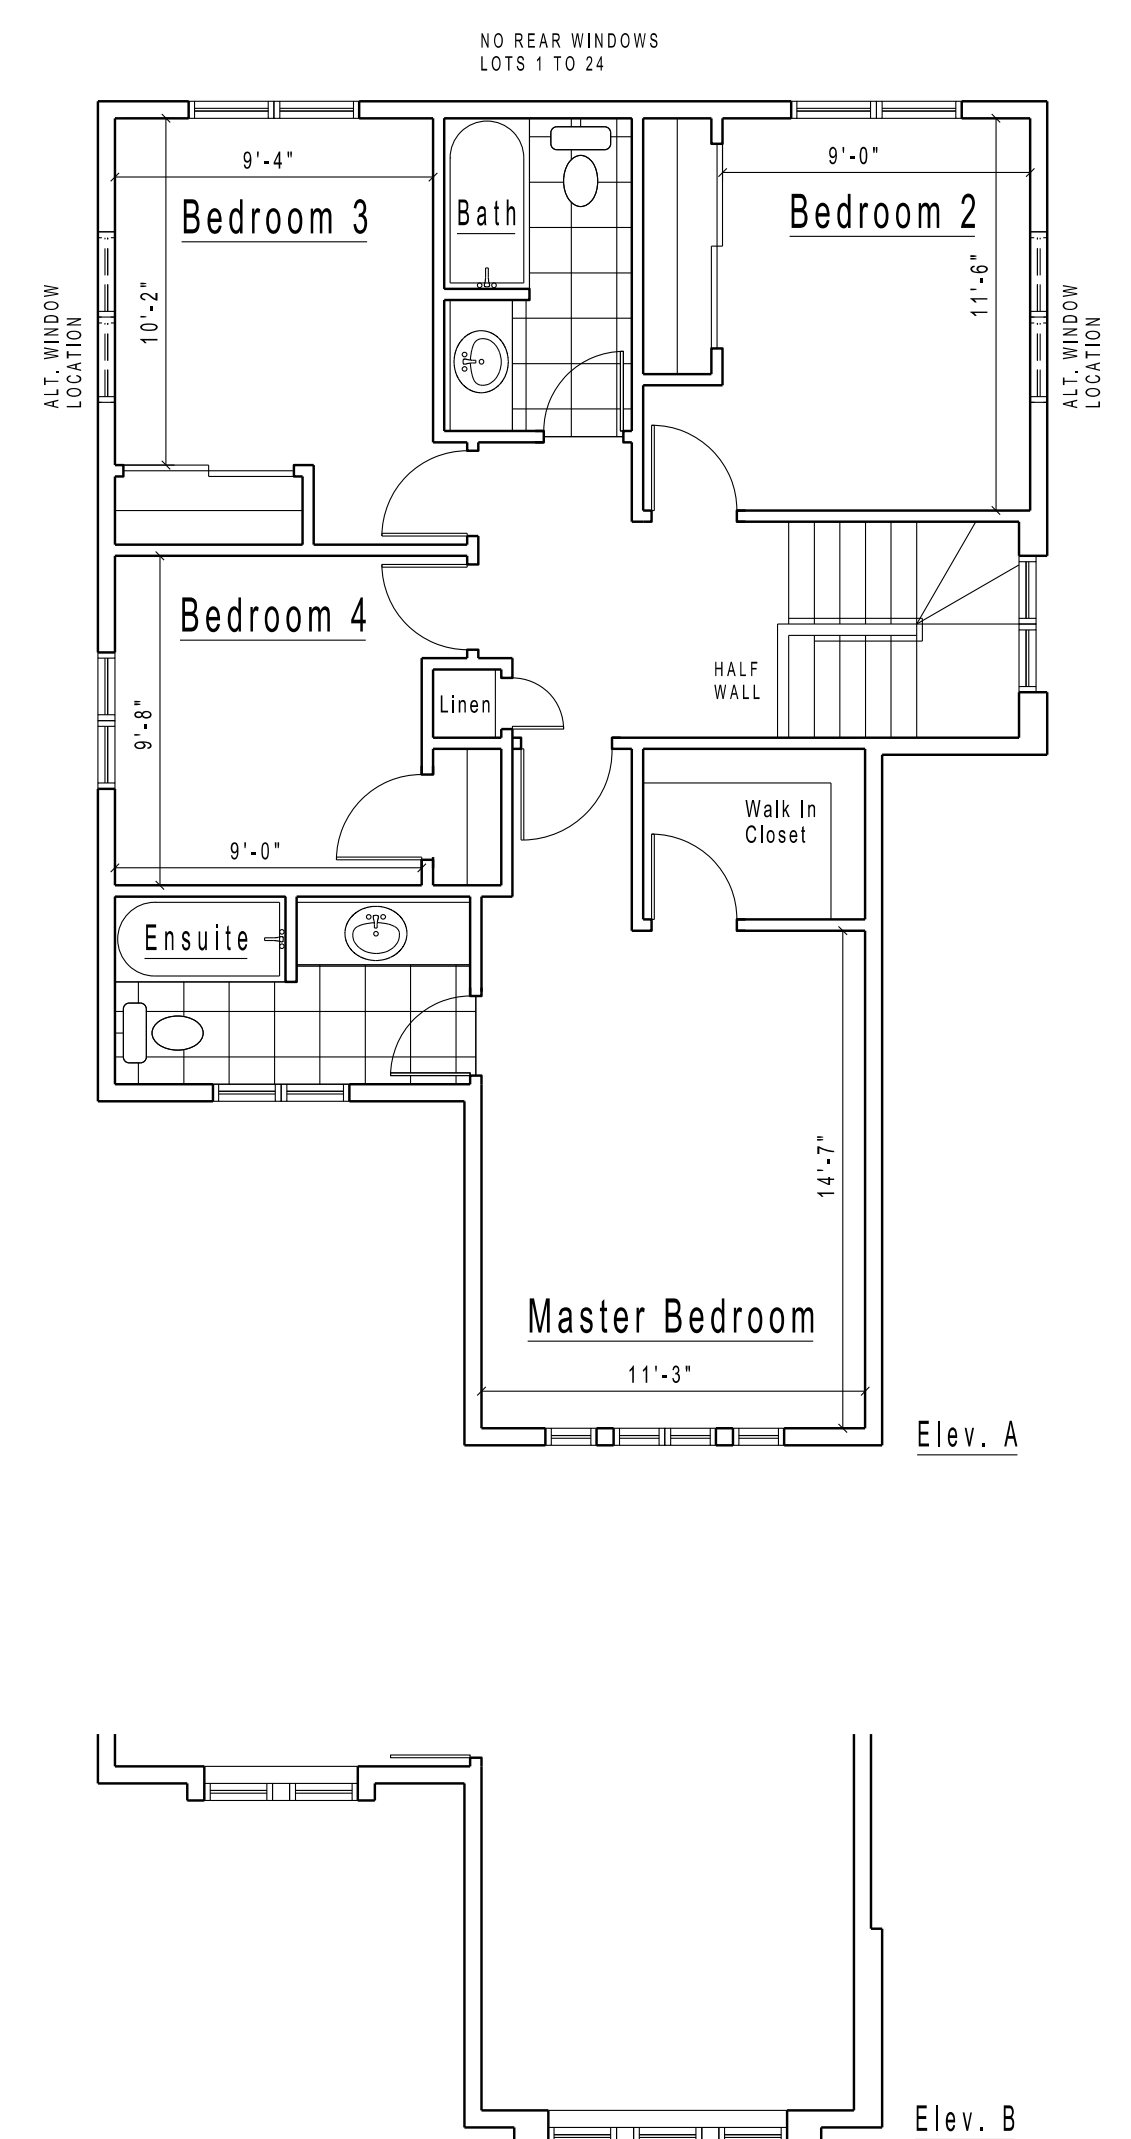 NO REAR WINDOWS
LOTS 1 TO 24
9'-4"
9'-0"
Bedroom 3
Bath
Bedroom 2
10'-2"
11'-6"
ALT. WINDOW
LOCATION
ALT. WINDOW
LOCATION
Bedroom 4
HALF
WALL
Linen
9'-8"
Walk In
Closet
9'-0"
Ensuite
14'-7"
Master Bedroom
11'-3"
Elev. A
Elev. B